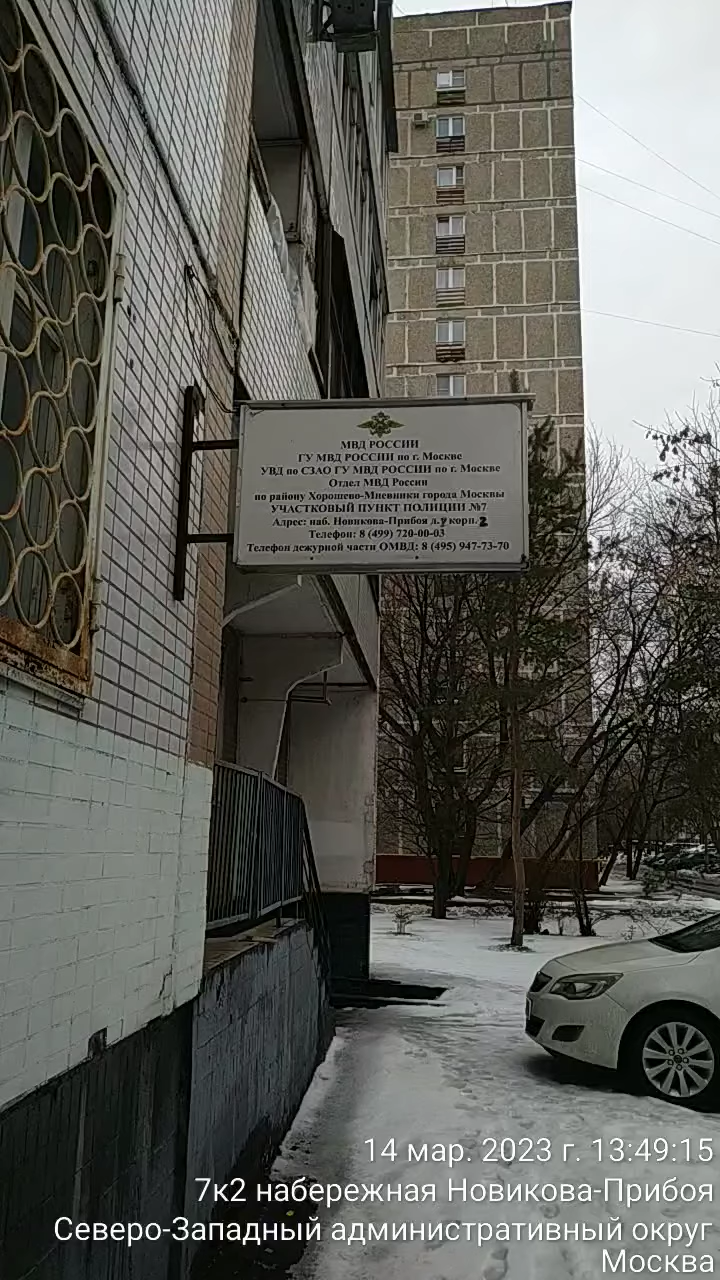 МВД РОССИИ
ГУ МВД РОССИИ по г. Москве
УВД по СЗАО ГУ МВД РОССИИ по г. Москве
Отдел МВД России
по району Хорошево-Мневники города Москвы
УЧАСТКОВЫЙ ПУНКТ ПОЛИЦИИ №7
Адрес: наб. Новикова-Прибоя д.7 корп.2
Телефон: 8 (499) 720-00-03
Телефон дежурной части ОМВД: 8 (495) 947-73-70
14 мар. 2023 г. 13:49:15
7к2 набережная Новикова-Прибоя
Северо-Западный административный округ
Москва